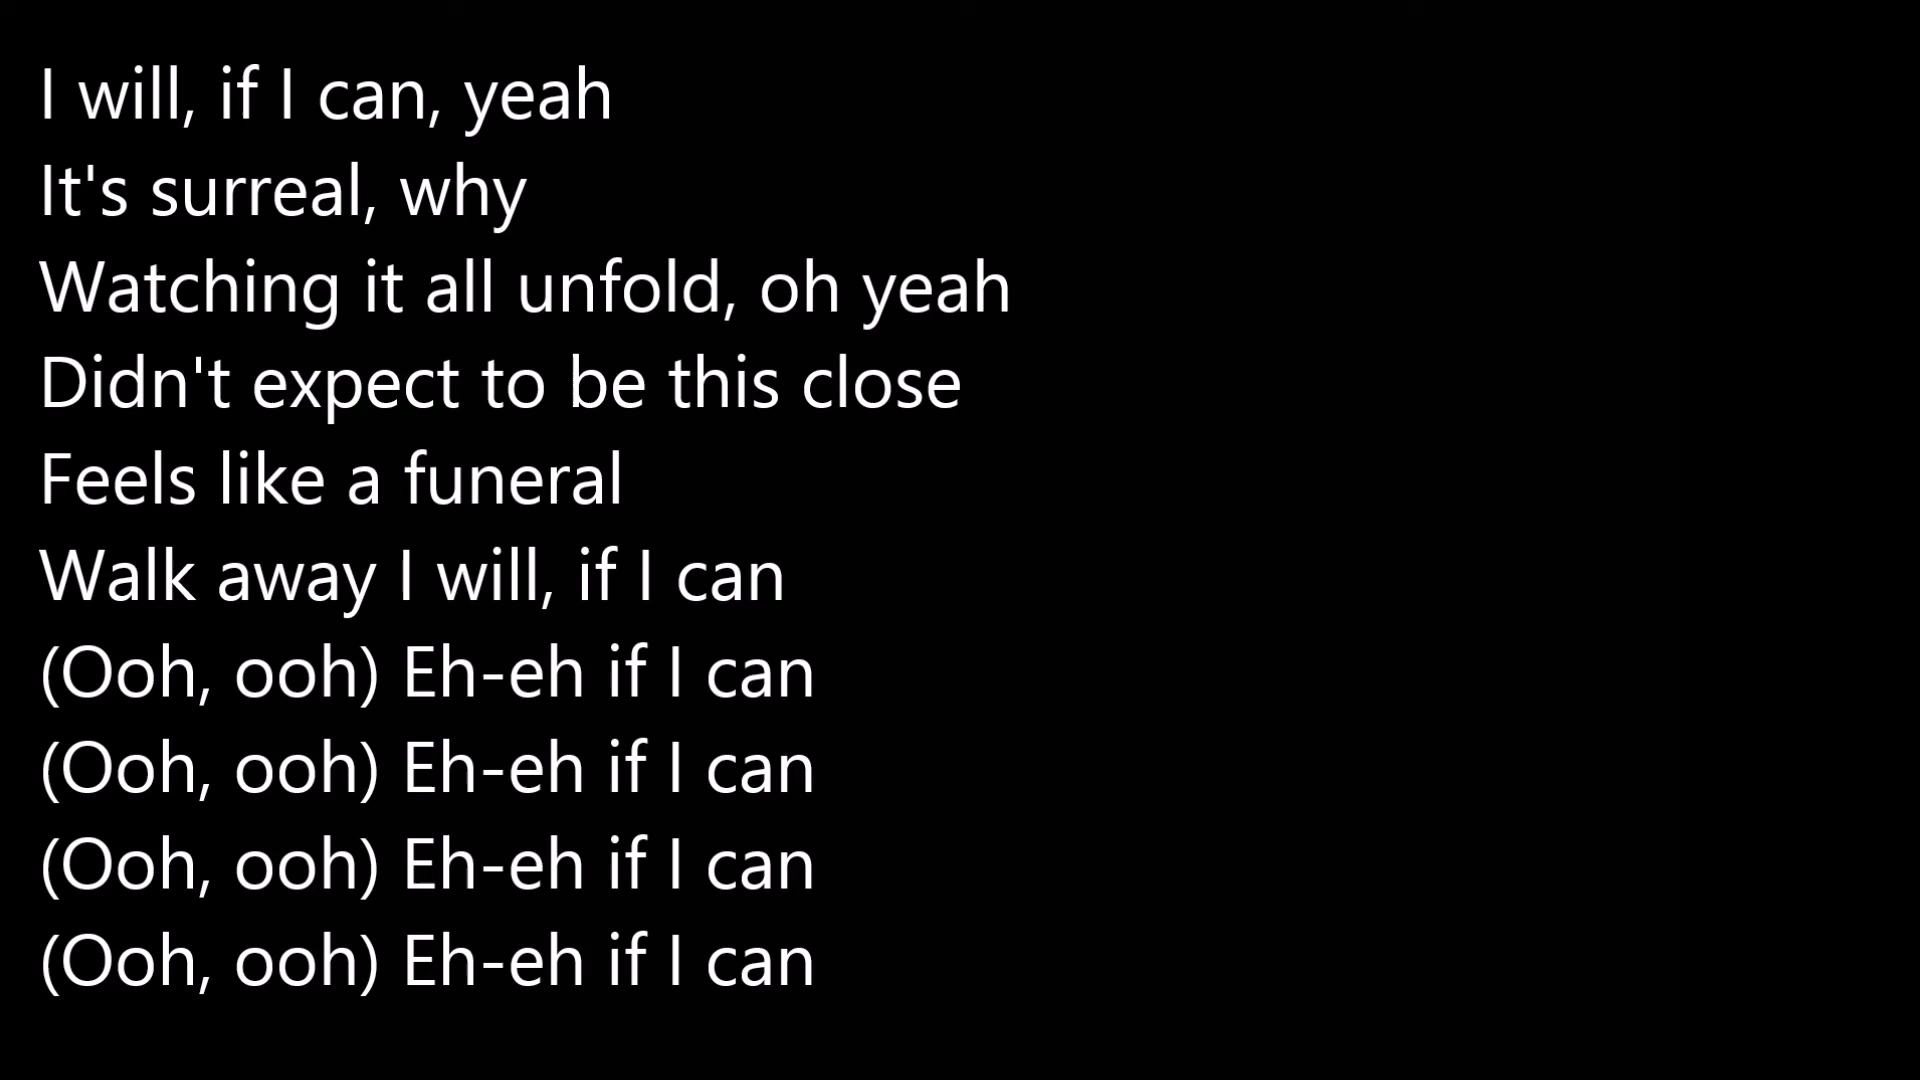 I will, if I can, yeah
It's surreal, why
Watching it all unfold, oh yeah
Didn't expect to be this close
Feels like a funeral
Walk away I will, if I can
(Ooh, ooh) Eh-eh if I can
(Ooh, ooh) Eh-eh if I can
(Ooh, ooh) Eh-eh if I can
(Ooh, ooh) Eh-eh if I can